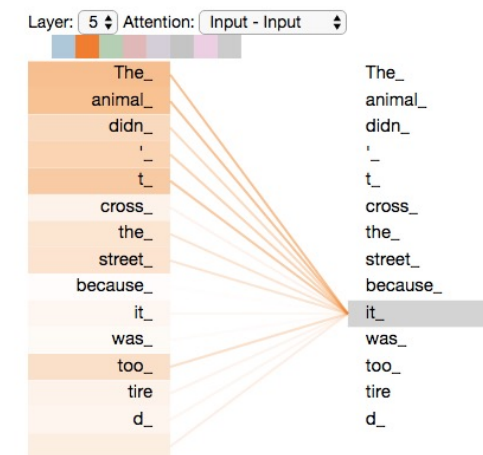 Layer: 5 Attention: Input - Input
The_ The_
animal_ animal_
didn_ didn_
'_ '_
t_ t_
cross_ cross_
the_ the_
street_ street_
because_ because_
it_ it_
was_ was_
too_ too_
tire tire
d_ d_